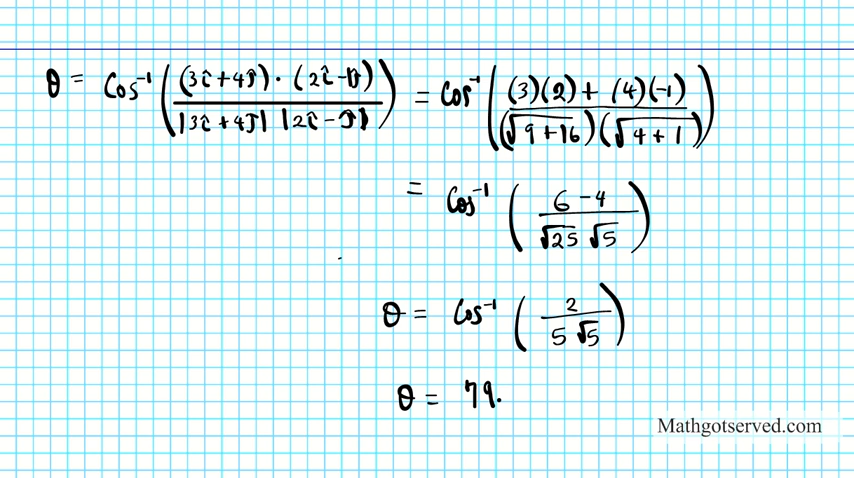 θ = Cos⁻¹ ( (3î+4ĵ) · (2î-ĵ) / |3î+4ĵ| |2î-ĵ| ) = Cos⁻¹ ( (3)(2) + (4)(-1) / (√9+16)(√4+1) )
= Cos⁻¹ ( 6-4 / √25 √5 )
θ = Cos⁻¹ ( 2 / 5√5 )
θ = 79.
Mathgotserved.com